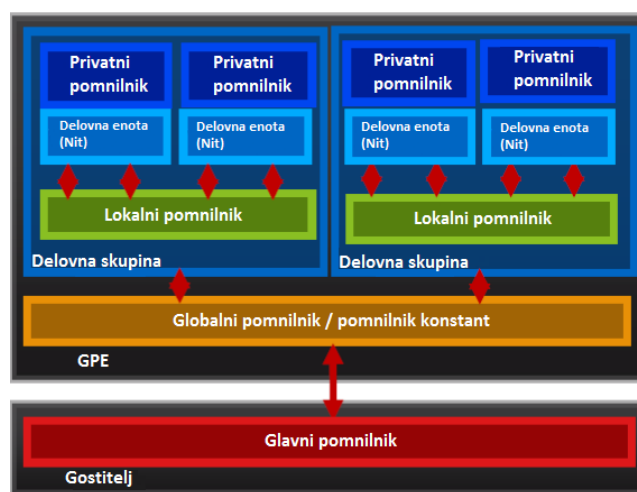 Privatni
pomnilnik
Privatni
pomnilnik
Privatni
pomnilnik
Privatni
pomnilnik
Delovna enota
(Nit)
Delovna enota
(Nit)
Delovna enota
(Nit)
Delovna enota
(Nit)
Lokalni pomnilnik
Lokalni pomnilnik
Delovna skupina
Delovna skupina
Globalni pomnilnik / pomnilnik konstant
GPE
Glavni pomnilnik
Gostitelj